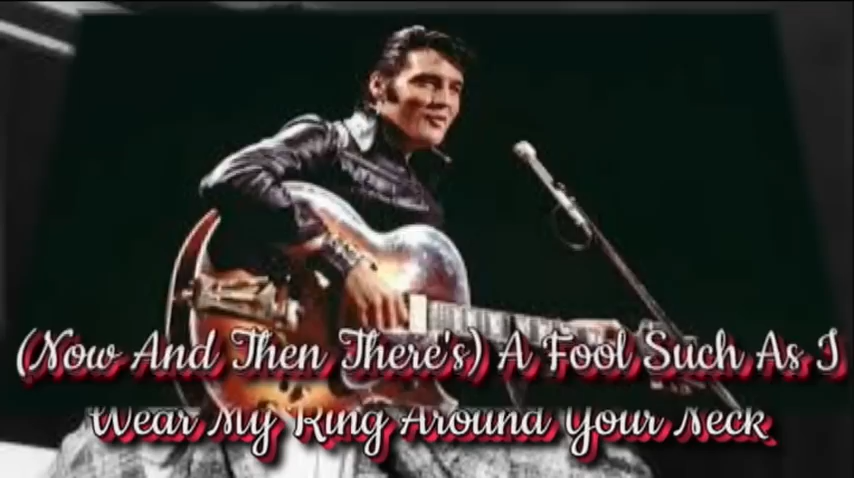 (Now And Then There's) A Fool Such As I
Wear My Ring Around Your Neck